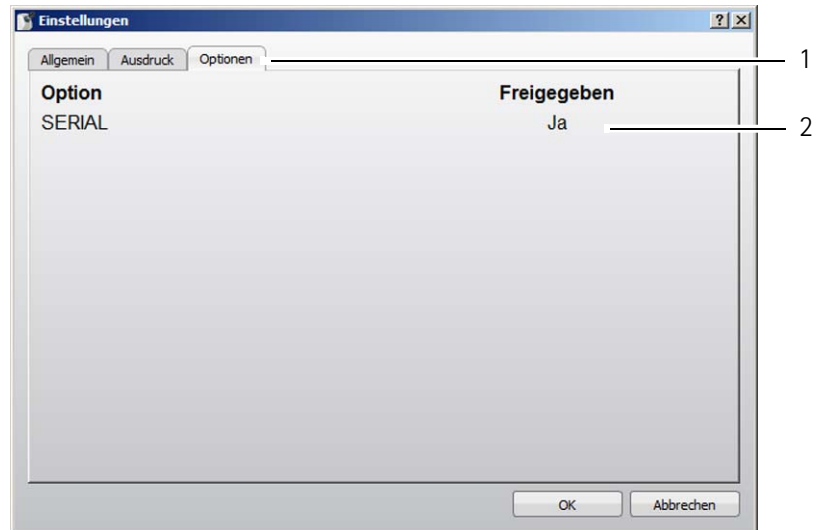 Einstellungen
Allgemein Ausdruck Optionen
1
Option Freigegeben
SERIAL Ja
2
OK Abbrechen